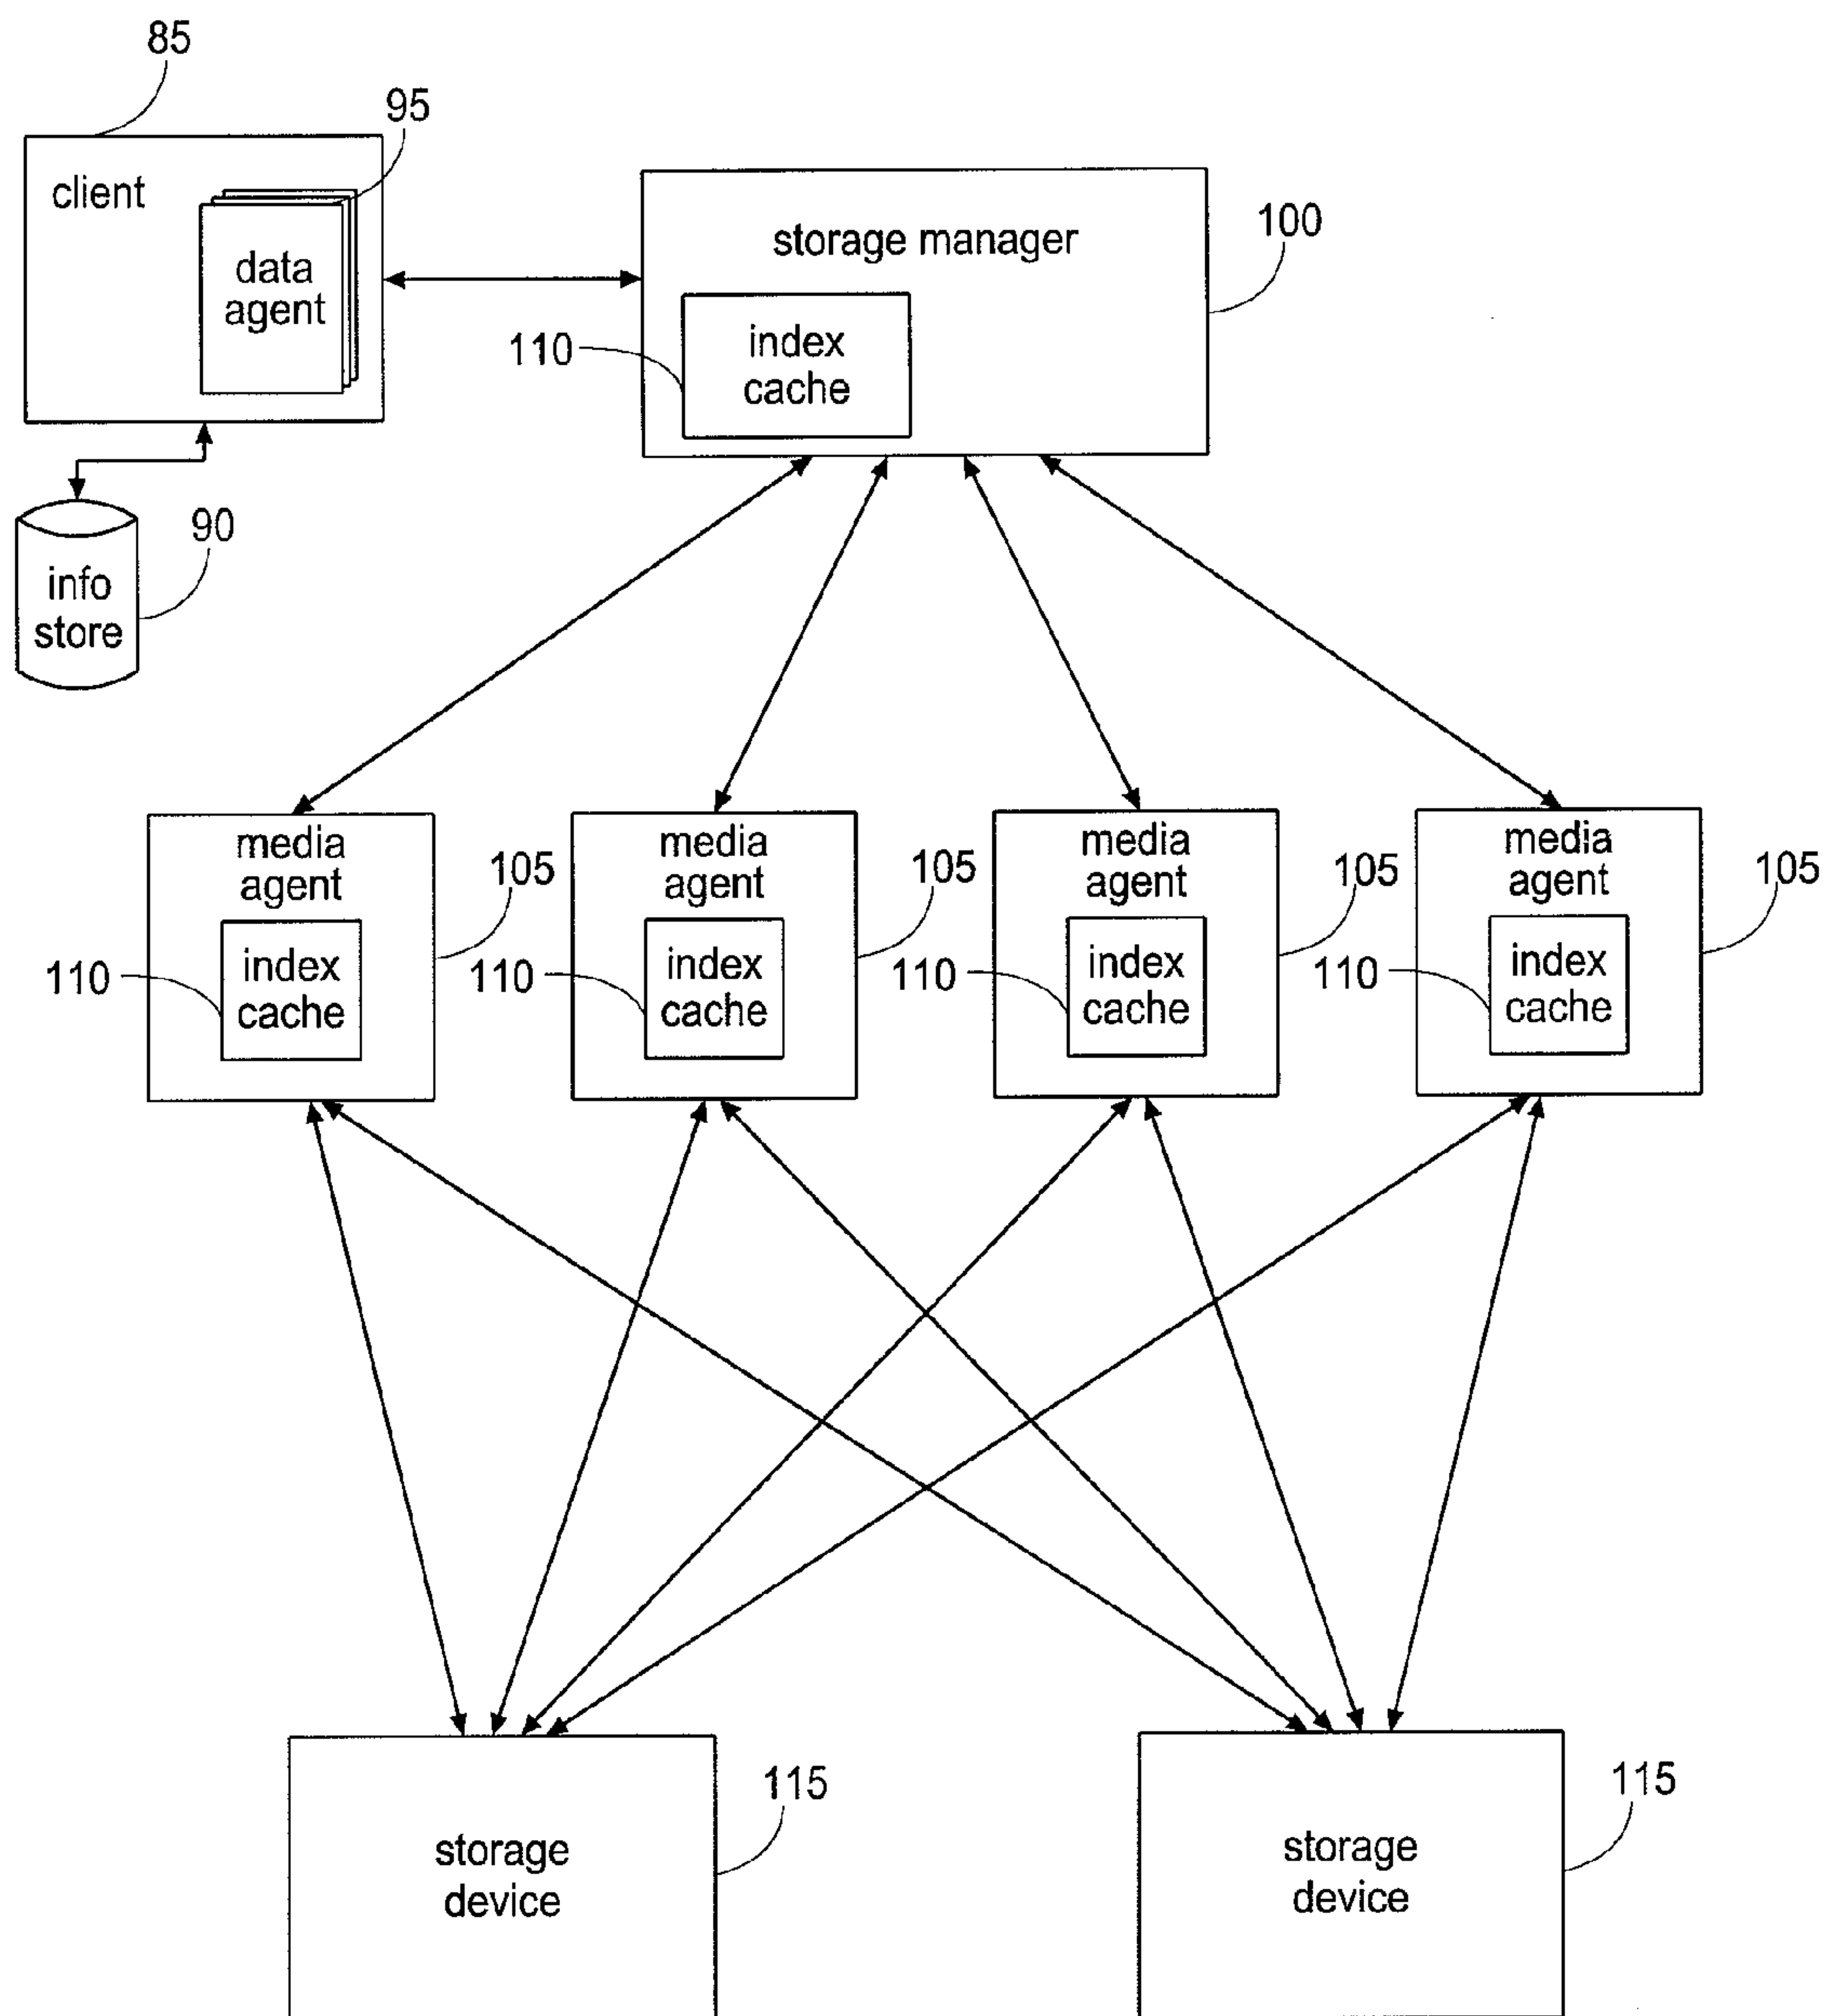 85
95
client
data
agent
storage manager
100
110
index
cache
90
info
store
media
agent
105
110
index
cache
media
agent
105
110
index
cache
media
agent
105
110
index
cache
media
agent
105
110
index
cache
storage
device
115
storage
device
115